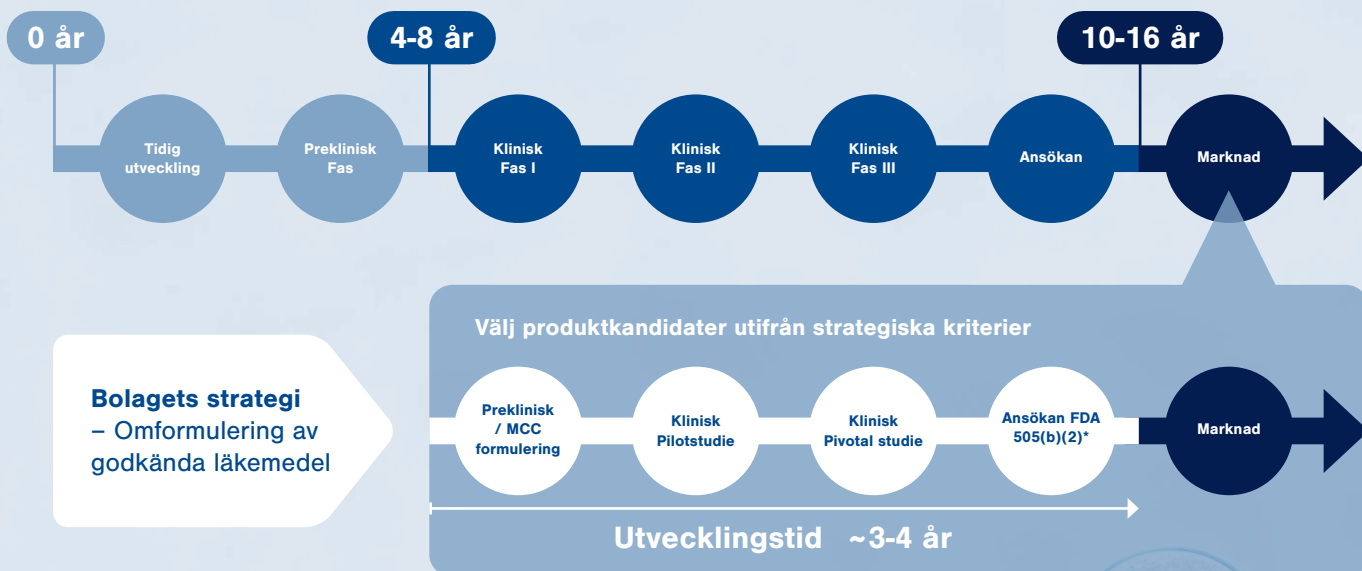 0 år
4-8 år
10-16 år
Tidig
utveckling
Preklinisk
Fas
Klinisk
Fas I
Klinisk
Fas II
Klinisk
Fas III
Ansökan
Marknad
Välj produktkandidater utifrån strategiska kriterier
Bolagets strategi
– Omformulering av
godkända läkemedel
Preklinisk
/ MCC
formulering
Klinisk
Pilotstudie
Klinisk
Pivotal studie
Ansökan FDA
505(b)(2)*
Marknad
Utvecklingstid ~3-4 år